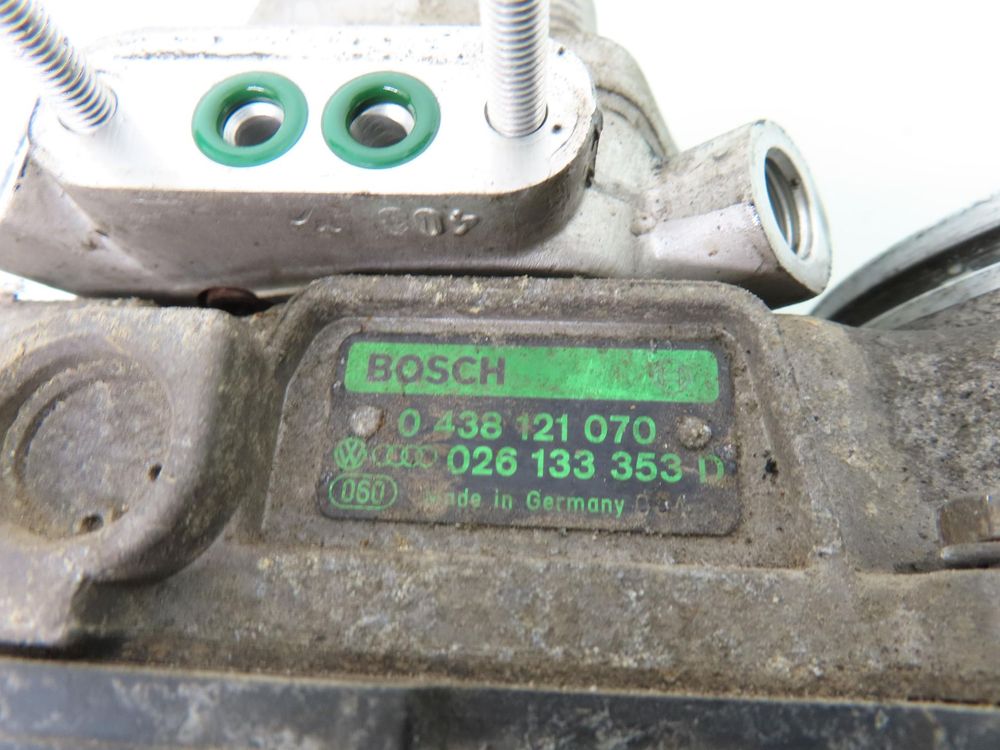 BOSCH
0 438 121 070
026 133 353 D
060 Made in Germany